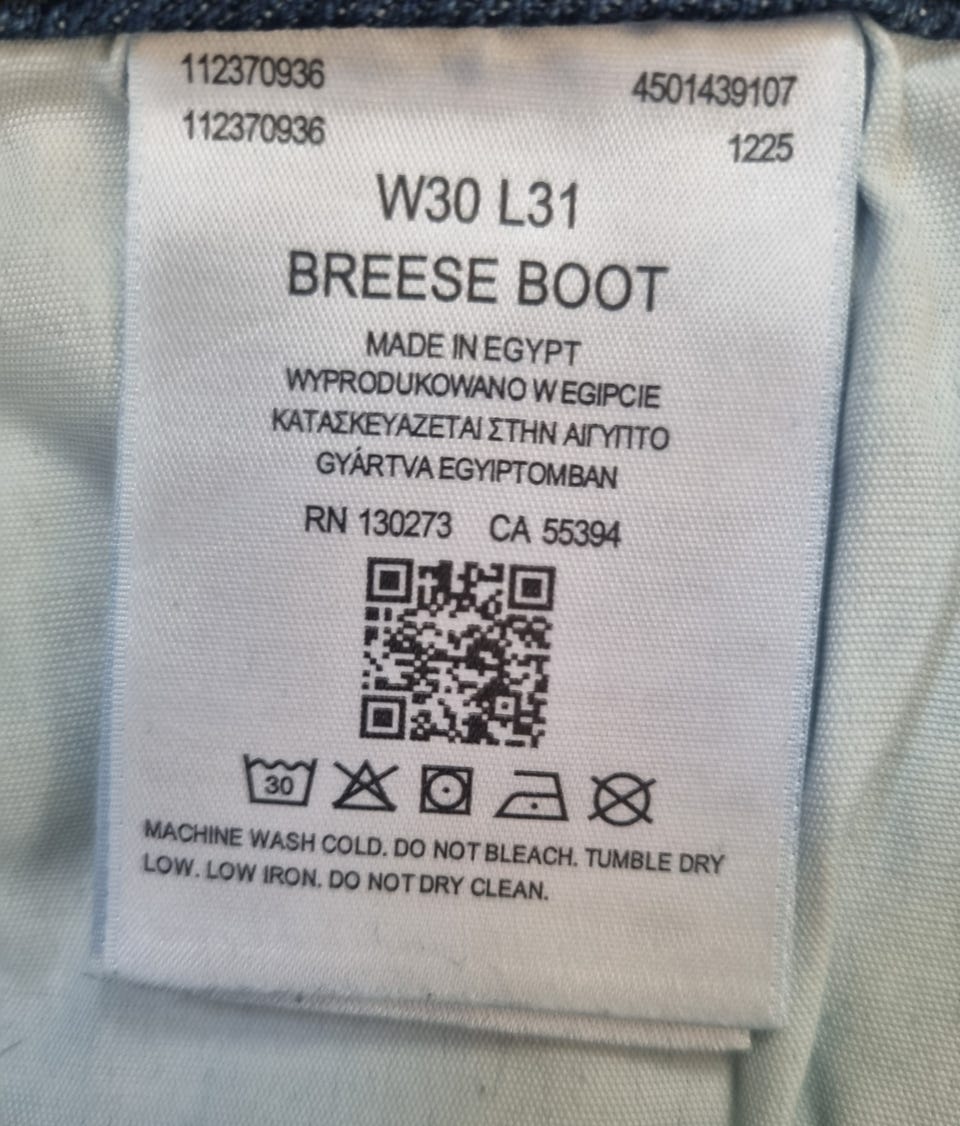 112370936 4501439107
112370936 1225
W30 L31
BREESE BOOT
MADE IN EGYPT
WYPRODUKOWANO W EGIPCIE
ΚΑΤΑΣΚΕΥΑΖΕΤΑΙ ΣΤΗΝ ΑΙΓΥΠΤΟ
GYÁRTVA EGYIPTOMBAN
RN 130273 CA 55394
30
MACHINE WASH COLD. DO NOT BLEACH. TUMBLE DRY
LOW. LOW IRON. DO NOT DRY CLEAN.